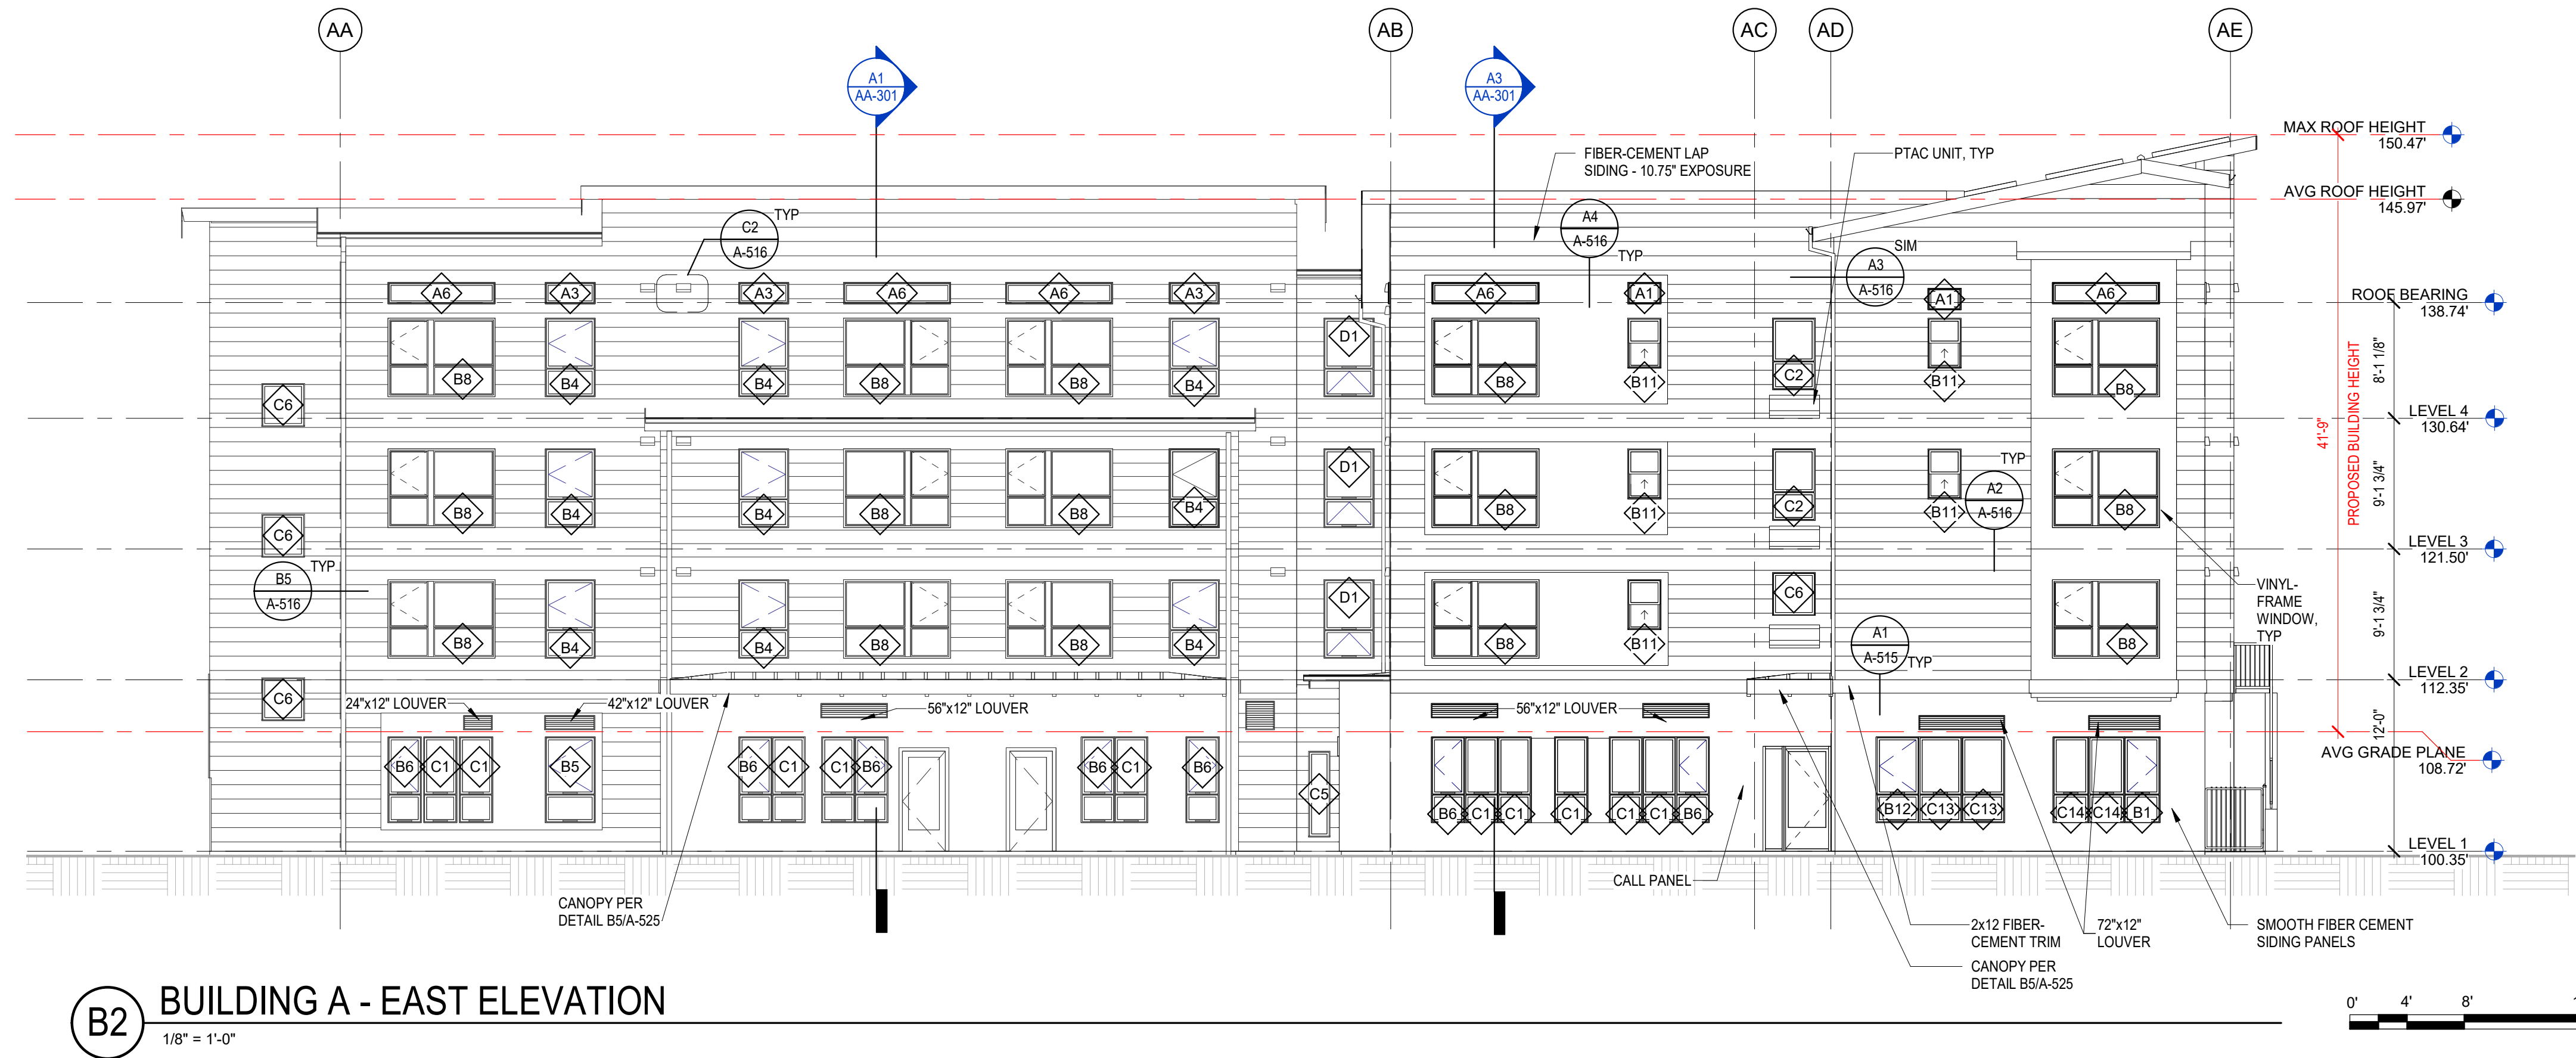 AA
AB
AC
AD
AE
A1
AA-301
A3
AA-301
MAX ROOF HEIGHT
150.47'
FIBER-CEMENT LAP
SIDING - 10.75" EXPOSURE
PTAC UNIT, TYP
AVG ROOF HEIGHT
145.97'
C2
A-516
TYP
A4
A-516
TYP
A3
A-516
SIM
A6
A3
A3
A6
A6
A3
A6
A1
A1
A6
ROOF BEARING
138.74'
D1
B8
B4
B4
B8
B8
B4
B8
B11
C2
B11
B8
8'-1 1/8"
C6
LEVEL 4
130.64'
41'-9"
PROPOSED BUILDING HEIGHT
D1
B8
B4
B4
B8
B8
B4
B8
B11
C2
B11
B8
TYP
A2
A-516
9'-1 3/4"
C6
LEVEL 3
121.50'
B5
A-516
TYP
D1
C6
VINYL-
FRAME
WINDOW,
TYP
9'-1 3/4"
B8
B4
B4
B8
B8
B4
B8
B11
B8
A1
A-515
TYP
C6
LEVEL 2
112.35'
24"x12" LOUVER
42"x12" LOUVER
56"x12" LOUVER
56"x12" LOUVER
12'-0"
AVG GRADE PLANE
108.72'
B6
C1
C1
B5
B6
C1
C1
B6
B6
C1
B6
C5
B6
C1
C1
C1
C1
C1
B6
B12
C13
C13
C14
C14
B1
LEVEL 1
100.35'
CALL PANEL
CANOPY PER
DETAIL B5/A-525
2x12 FIBER-
CEMENT TRIM
72"x12"
LOUVER
SMOOTH FIBER CEMENT
SIDING PANELS
CANOPY PER
DETAIL B5/A-525
B2
BUILDING A - EAST ELEVATION
1/8" = 1'-0"
0' 4' 8'